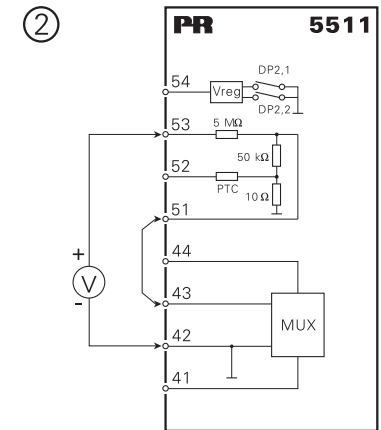 2
PR 5511
54
Vreg
DP2,1
DP2,2
53
5 MΩ
50 kΩ
52
PTC
10Ω
51
44
+
V
-
43
MUX
42
41